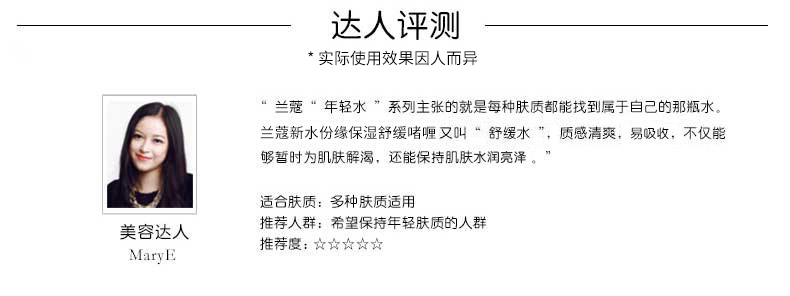 达人评测
* 实际使用效果因人而异
“ 兰蔻 “ 年轻水 ” 系列主张的就是每种肤质都能找到属于自己的那瓶水。
兰蔻新水份缘保湿舒缓啫喱又叫 “ 舒缓水 ”，质感清爽，易吸收，不仅能
够暂时为肌肤解渴，还能保持肌肤水润亮泽 。”
适合肤质：多种肤质适用
推荐人群：希望保持年轻肤质的人群
推荐度：☆☆☆☆☆
美容达人
MaryE